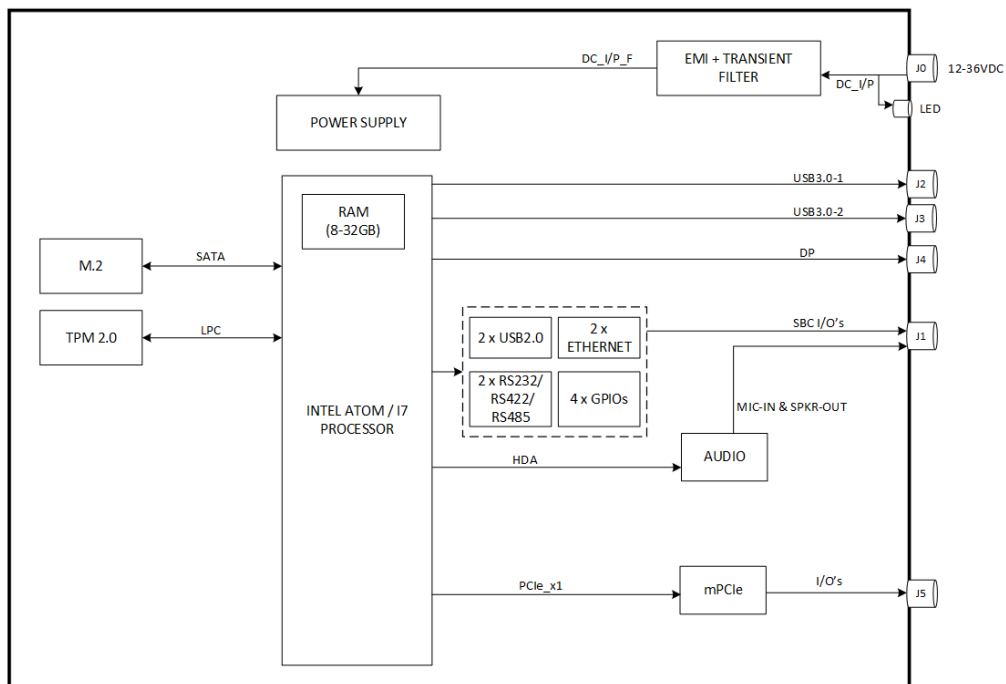 EMI + TRANSIENT
FILTER
DC_I/P_F
DC_I/P
J0
12-36VDC
LED
POWER SUPPLY
RAM
(8-32GB)
USB3.0-1
J2
USB3.0-2
J3
DP
J4
M.2
SATA
TPM 2.0
LPC
INTEL ATOM / I7
PROCESSOR
2 x USB2.0
2 x
ETHERNET
2 x RS232/
RS422/
RS485
4 x GPIOs
SBC I/O's
J1
MIC-IN & SPKR-OUT
HDA
AUDIO
PCIe_x1
mPCIe
I/O's
J5